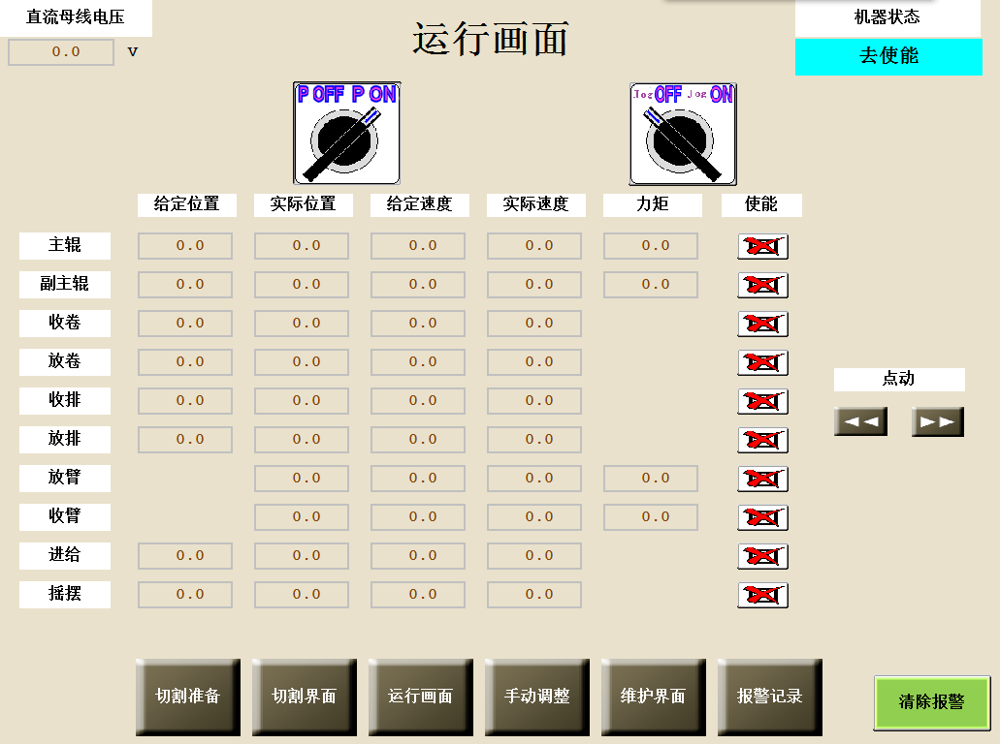 直流母线电压
0.0 V
运行画面
机器状态
去使能
P OFF P ON
Jog OFF Jog ON
给定位置 实际位置 给定速度 实际速度 力矩 使能
主辊 0.0 0.0 0.0 0.0 0.0
副主辊 0.0 0.0 0.0 0.0 0.0
收卷 0.0 0.0 0.0 0.0
放卷 0.0 0.0 0.0 0.0
收排 0.0 0.0 0.0 0.0
放排 0.0 0.0 0.0 0.0
放臂 0.0 0.0 0.0 0.0
收臂 0.0 0.0 0.0 0.0
进给 0.0 0.0 0.0 0.0
摇摆 0.0 0.0 0.0 0.0
点动
切割准备 切割界面 运行画面 手动调整 维护界面 报警记录
清除报警